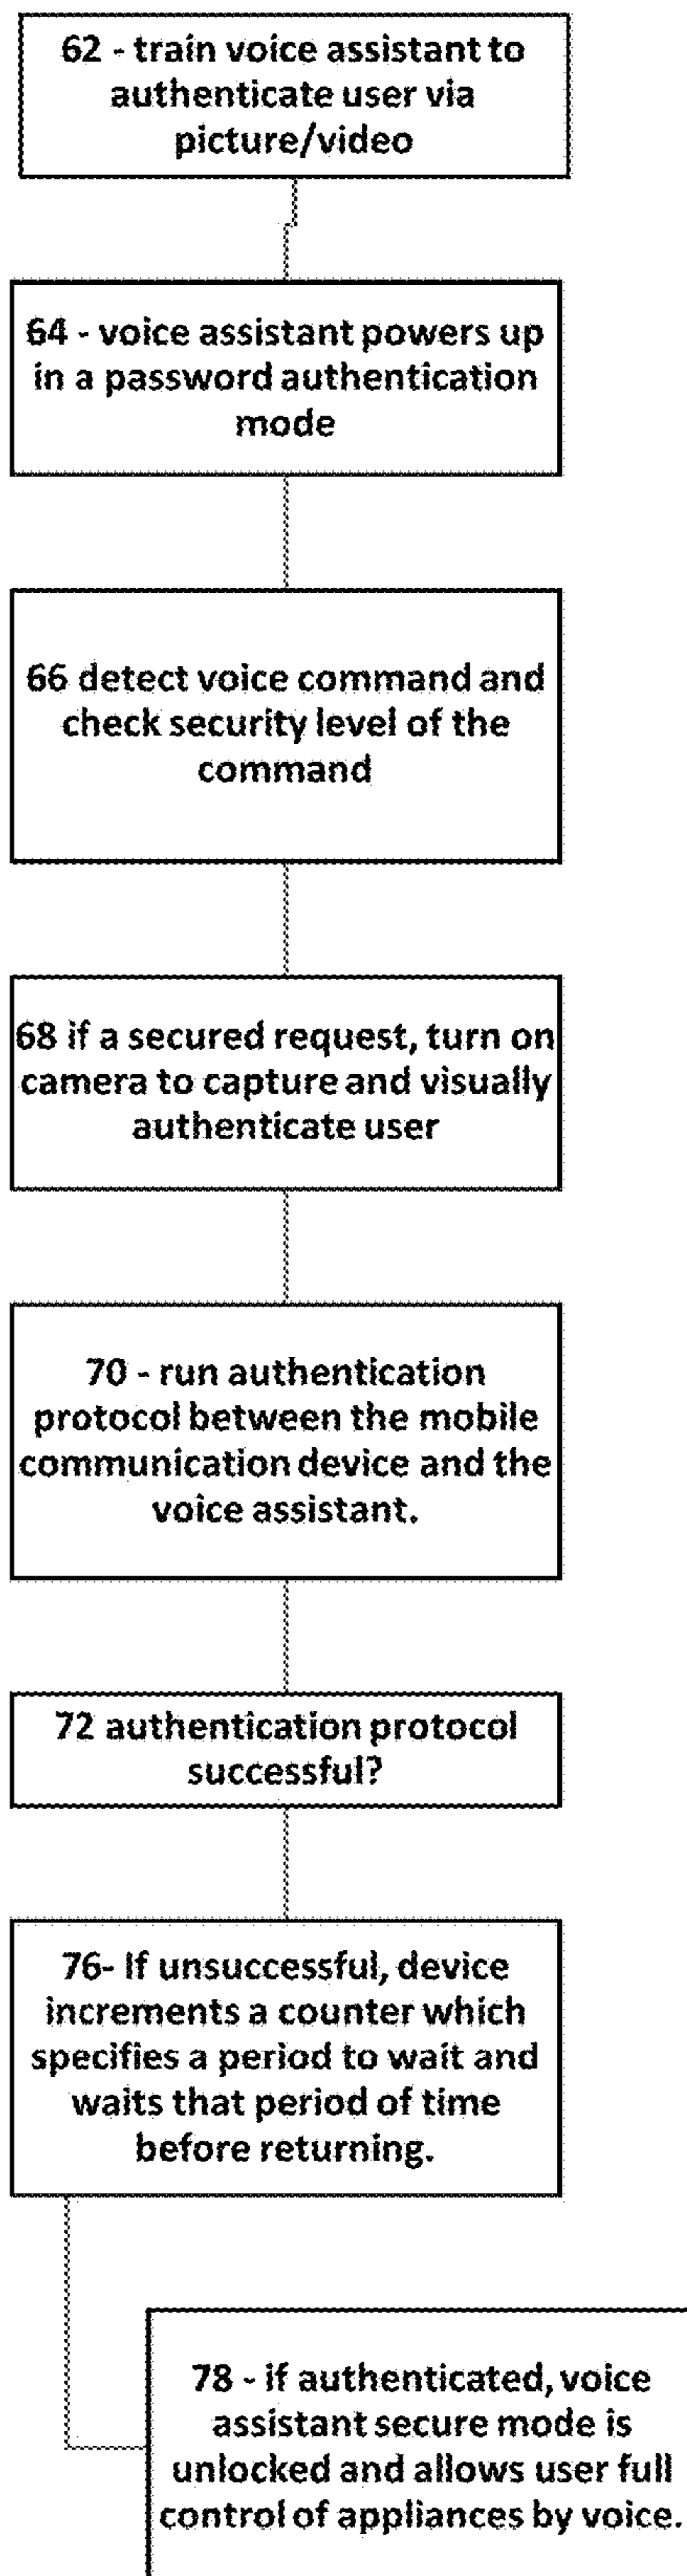 62 - train voice assistant to
authenticate user via
picture/video
64 - voice assistant powers up
in a password authentication
mode
66 detect voice command and
check security level of the
command
68 if a secured request, turn on
camera to capture and visually
authenticate user
70 - run authentication
protocol between the mobile
communication device and the
voice assistant.
72 authentication protocol
successful?
76- If unsuccessful, device
increments a counter which
specifies a period to wait and
waits that period of time
before returning.
78 - if authenticated, voice
assistant secure mode is
unlocked and allows user full
control of appliances by voice.